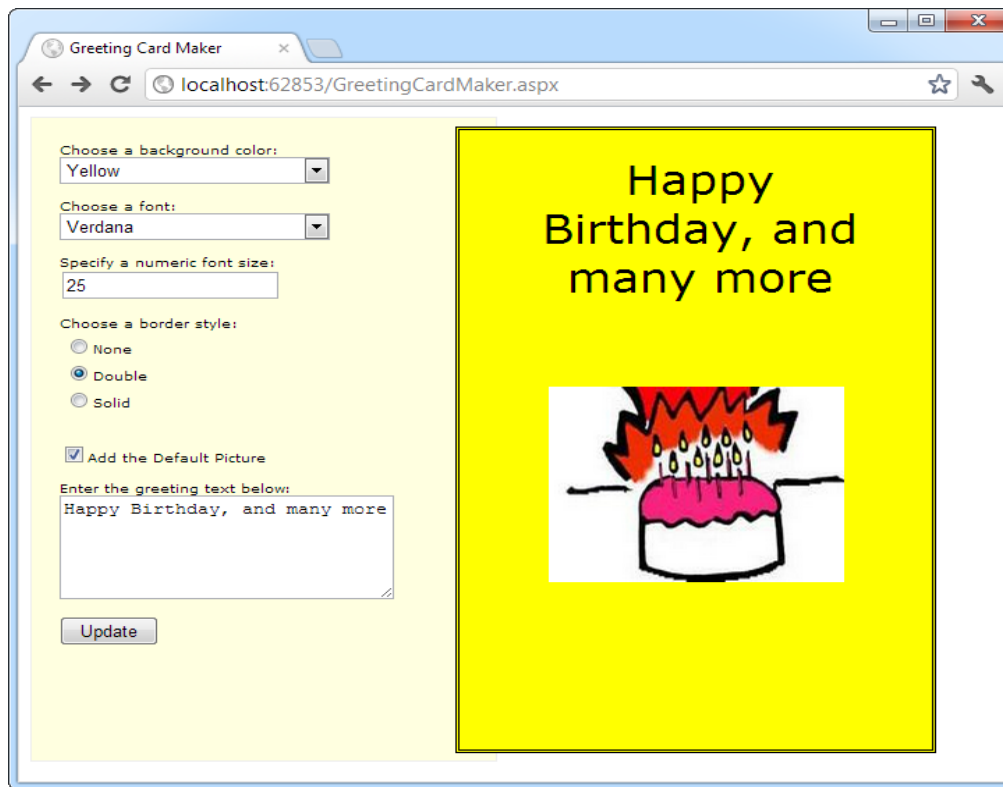 Greeting Card Maker
localhost:62853/GreetingCardMaker.aspx
Choose a background color:
Yellow
Choose a font:
Verdana
Specify a numeric font size:
25
Choose a border style:
None
Double
Solid
Add the Default Picture
Enter the greeting text below:
Happy Birthday, and many more
Update
Happy
Birthday, and
many more